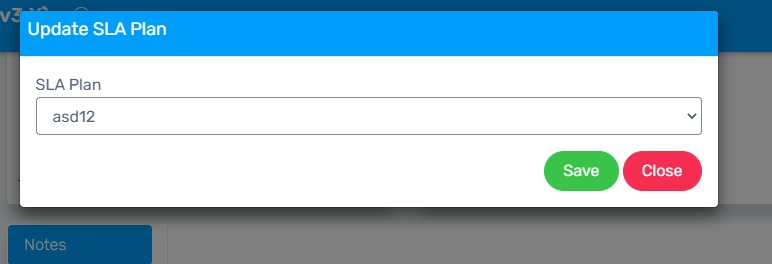 Update SLA Plan
SLA Plan
asd12
Save Close
Notes